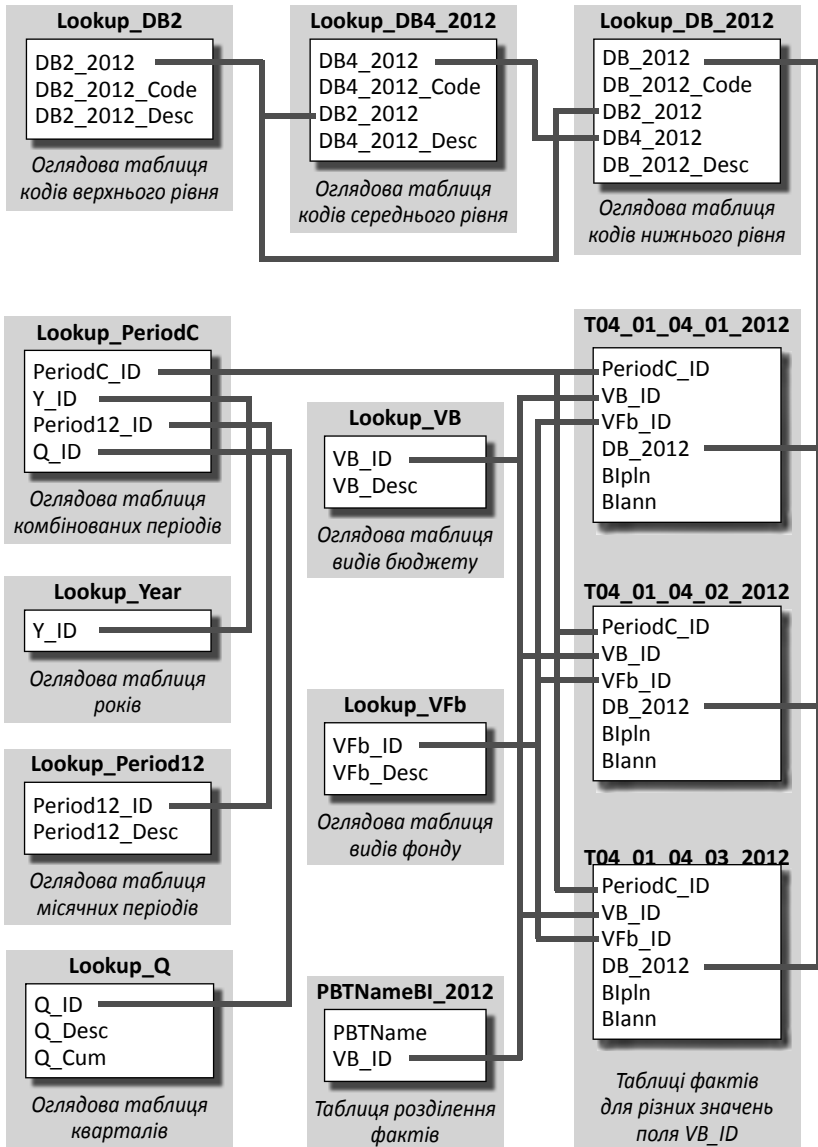 Lookup_DB2
DB2_2012
DB2_2012_Code
DB2_2012_Desc
Оглядова таблиця
кодів верхнього рівня
Lookup_DB4_2012
DB4_2012
DB4_2012_Code
DB2_2012
DB4_2012_Desc
Оглядова таблиця
кодів середнього рівня
Lookup_DB_2012
DB_2012
DB_2012_Code
DB2_2012
DB4_2012
DB_2012_Desc
Оглядова таблиця
кодів нижнього рівня
Lookup_PeriodC
PeriodC_ID
Y_ID
Period12_ID
Q_ID
Оглядова таблиця
комбінованих періодів
Lookup_Year
Y_ID
Оглядова таблиця
років
Lookup_Period12
Period12_ID
Period12_Desc
Оглядова таблиця
місячних періодів
Lookup_Q
Q_ID
Q_Desc
Q_Cum
Оглядова таблиця
кварталів
Lookup_VB
VB_ID
VB_Desc
Оглядова таблиця
видів бюджету
Lookup_VFb
VFb_ID
VFb_Desc
Оглядова таблиця
видів фонду
PBTNameBI_2012
PBTName
VB_ID
Таблиця розділення
фактів
T04_01_04_01_2012
PeriodC_ID
VB_ID
VFb_ID
DB_2012
BIpln
BIann
T04_01_04_02_2012
PeriodC_ID
VB_ID
VFb_ID
DB_2012
BIpln
BIann
T04_01_04_03_2012
PeriodC_ID
VB_ID
VFb_ID
DB_2012
BIpln
BIann
Таблиці фактів
для різних значень
поля VB_ID